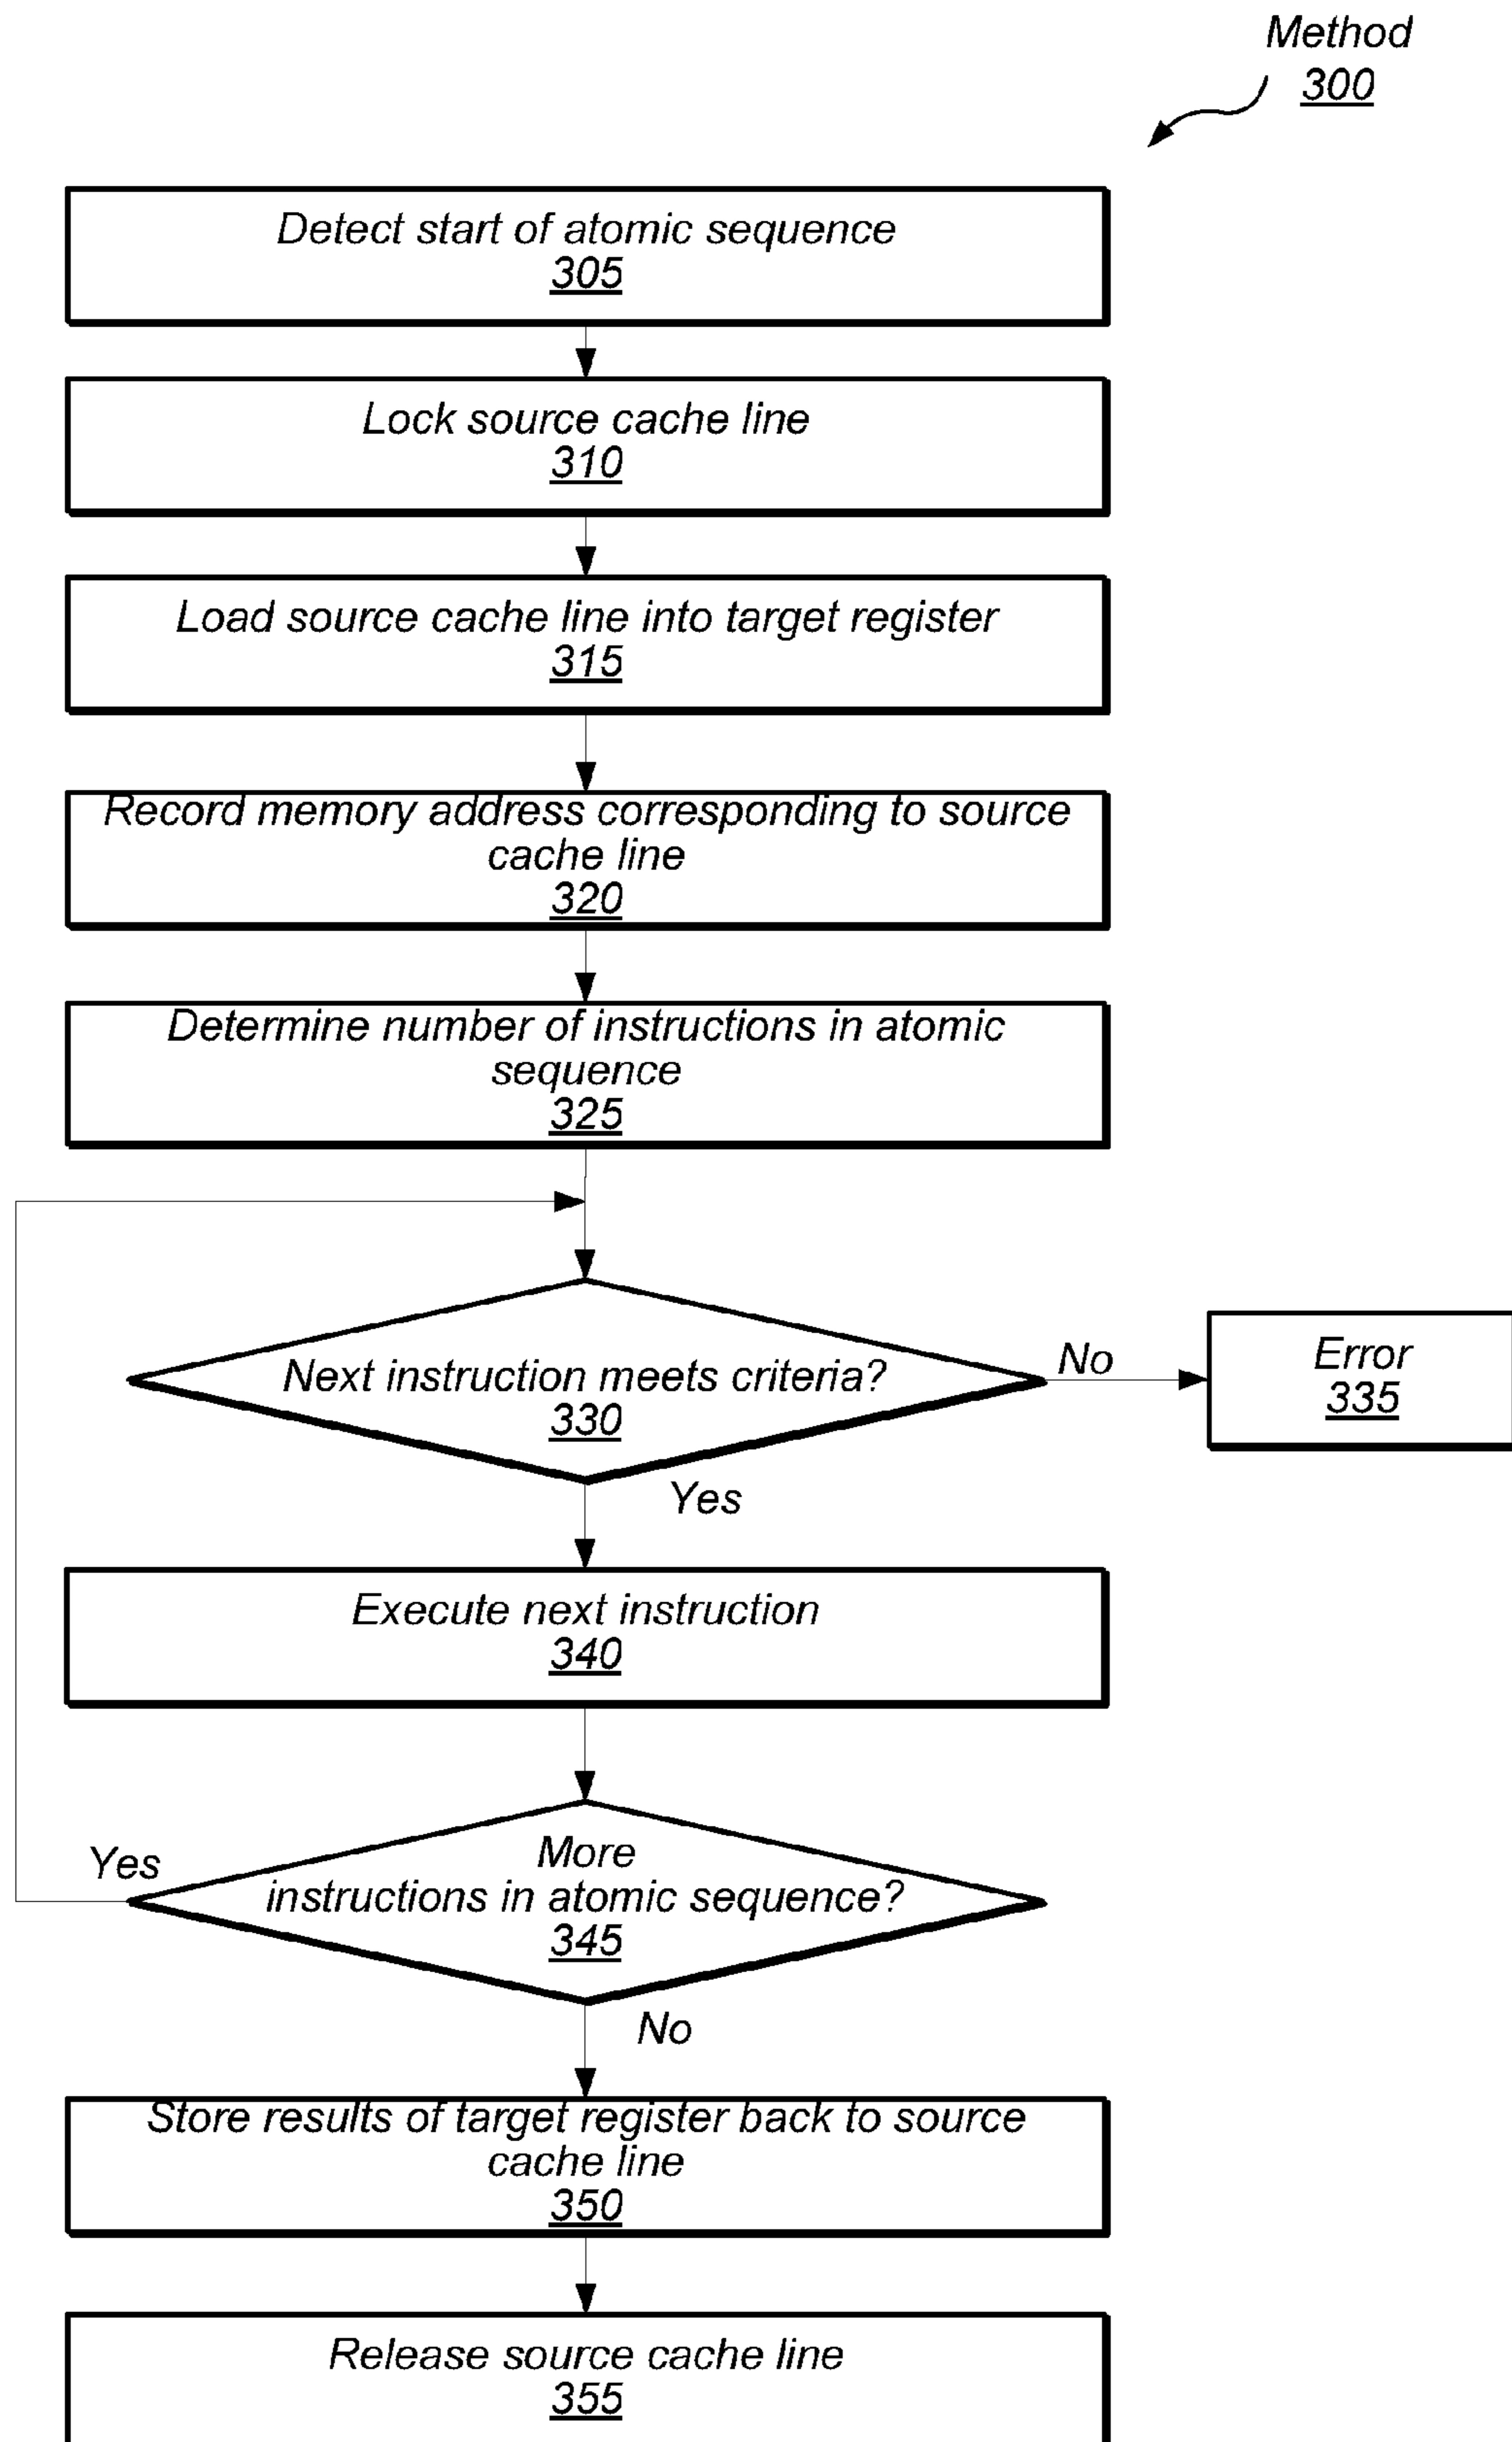 Method
300
Detect start of atomic sequence
305
Lock source cache line
310
Load source cache line into target register
315
Record memory address corresponding to source
cache line
320
Determine number of instructions in atomic
sequence
325
Next instruction meets criteria?
330
No
Error
335
Yes
Execute next instruction
340
Yes
More
instructions in atomic sequence?
345
No
Store results of target register back to source
cache line
350
Release source cache line
355